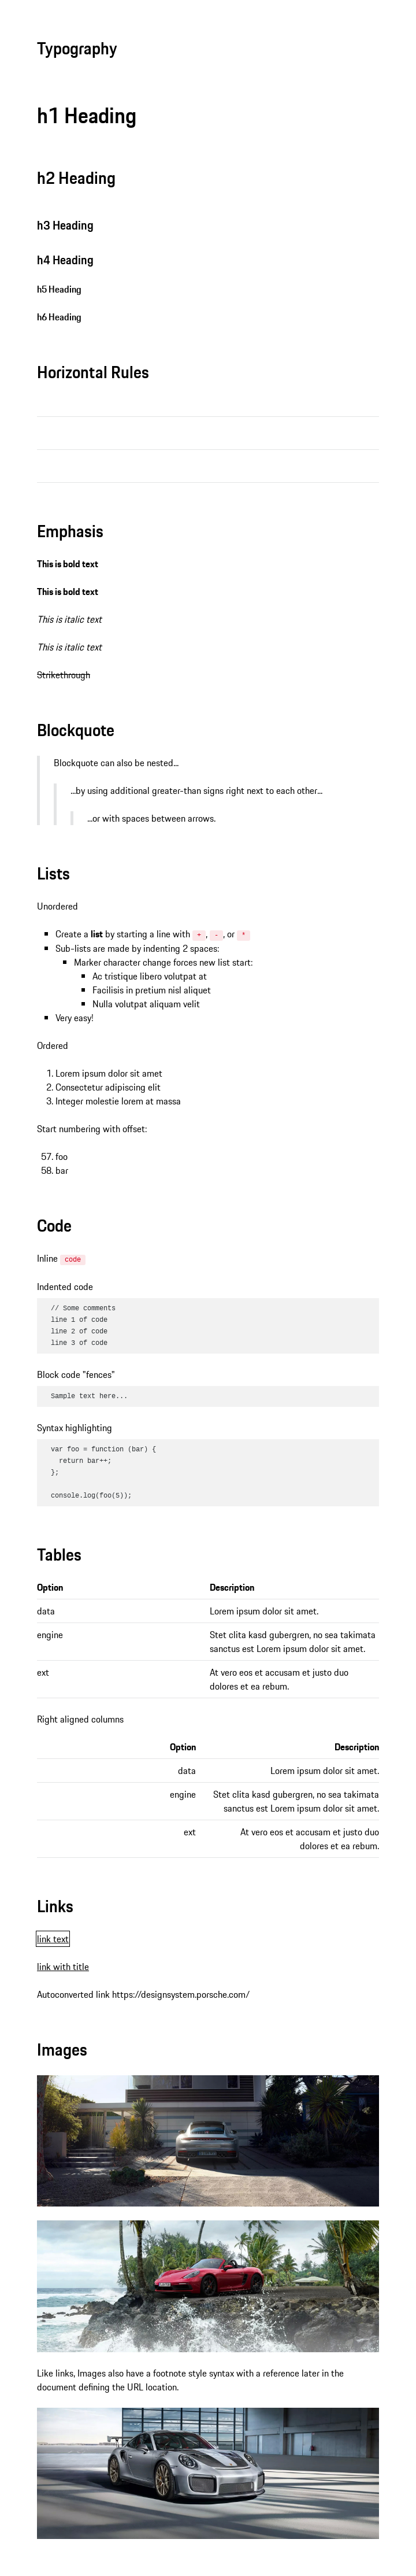 Typography
h1 Heading
h2 Heading
h3 Heading
h4 Heading
h5 Heading
h6 Heading
Horizontal Rules
Emphasis
This is bold text
This is bold text
This is italic text
This is italic text
Strikethrough
Blockquote
Blockquote can also be nested...
...by using additional greater-than signs right next to each other...
...or with spaces between arrows.
Lists
Unordered
Create a list by starting a line with +, -, or *
Sub-lists are made by indenting 2 spaces:
Marker character change forces new list start:
Ac tristique libero volutpat at
Facilisis in pretium nisl aliquet
Nulla volutpat aliquam velit
Very easy!
Ordered
1. Lorem ipsum dolor sit amet
2. Consectetur adipiscing elit
3. Integer molestie lorem at massa
Start numbering with offset:
57. foo
58. bar
Code
Inline code
Indented code
// Some comments
line 1 of code
line 2 of code
line 3 of code
Block code "fences"
Sample text here...
Syntax highlighting
var foo = function (bar) {
return bar++;
};
console.log(foo(5));
Tables
Option Description
data Lorem ipsum dolor sit amet.
engine Stet clita kasd gubergren, no sea takimata
sanctus est Lorem ipsum dolor sit amet.
ext At vero eos et accusam et justo duo
dolores et ea rebum.
Right aligned columns
Option Description
data Lorem ipsum dolor sit amet.
engine Stet clita kasd gubergren, no sea takimata
sanctus est Lorem ipsum dolor sit amet.
ext At vero eos et accusam et justo duo
dolores et ea rebum.
Links
link text
link with title
Autoconverted link https://designsystem.porsche.com/
Images
Like links, Images also have a footnote style syntax with a reference later in the
document defining the URL location.